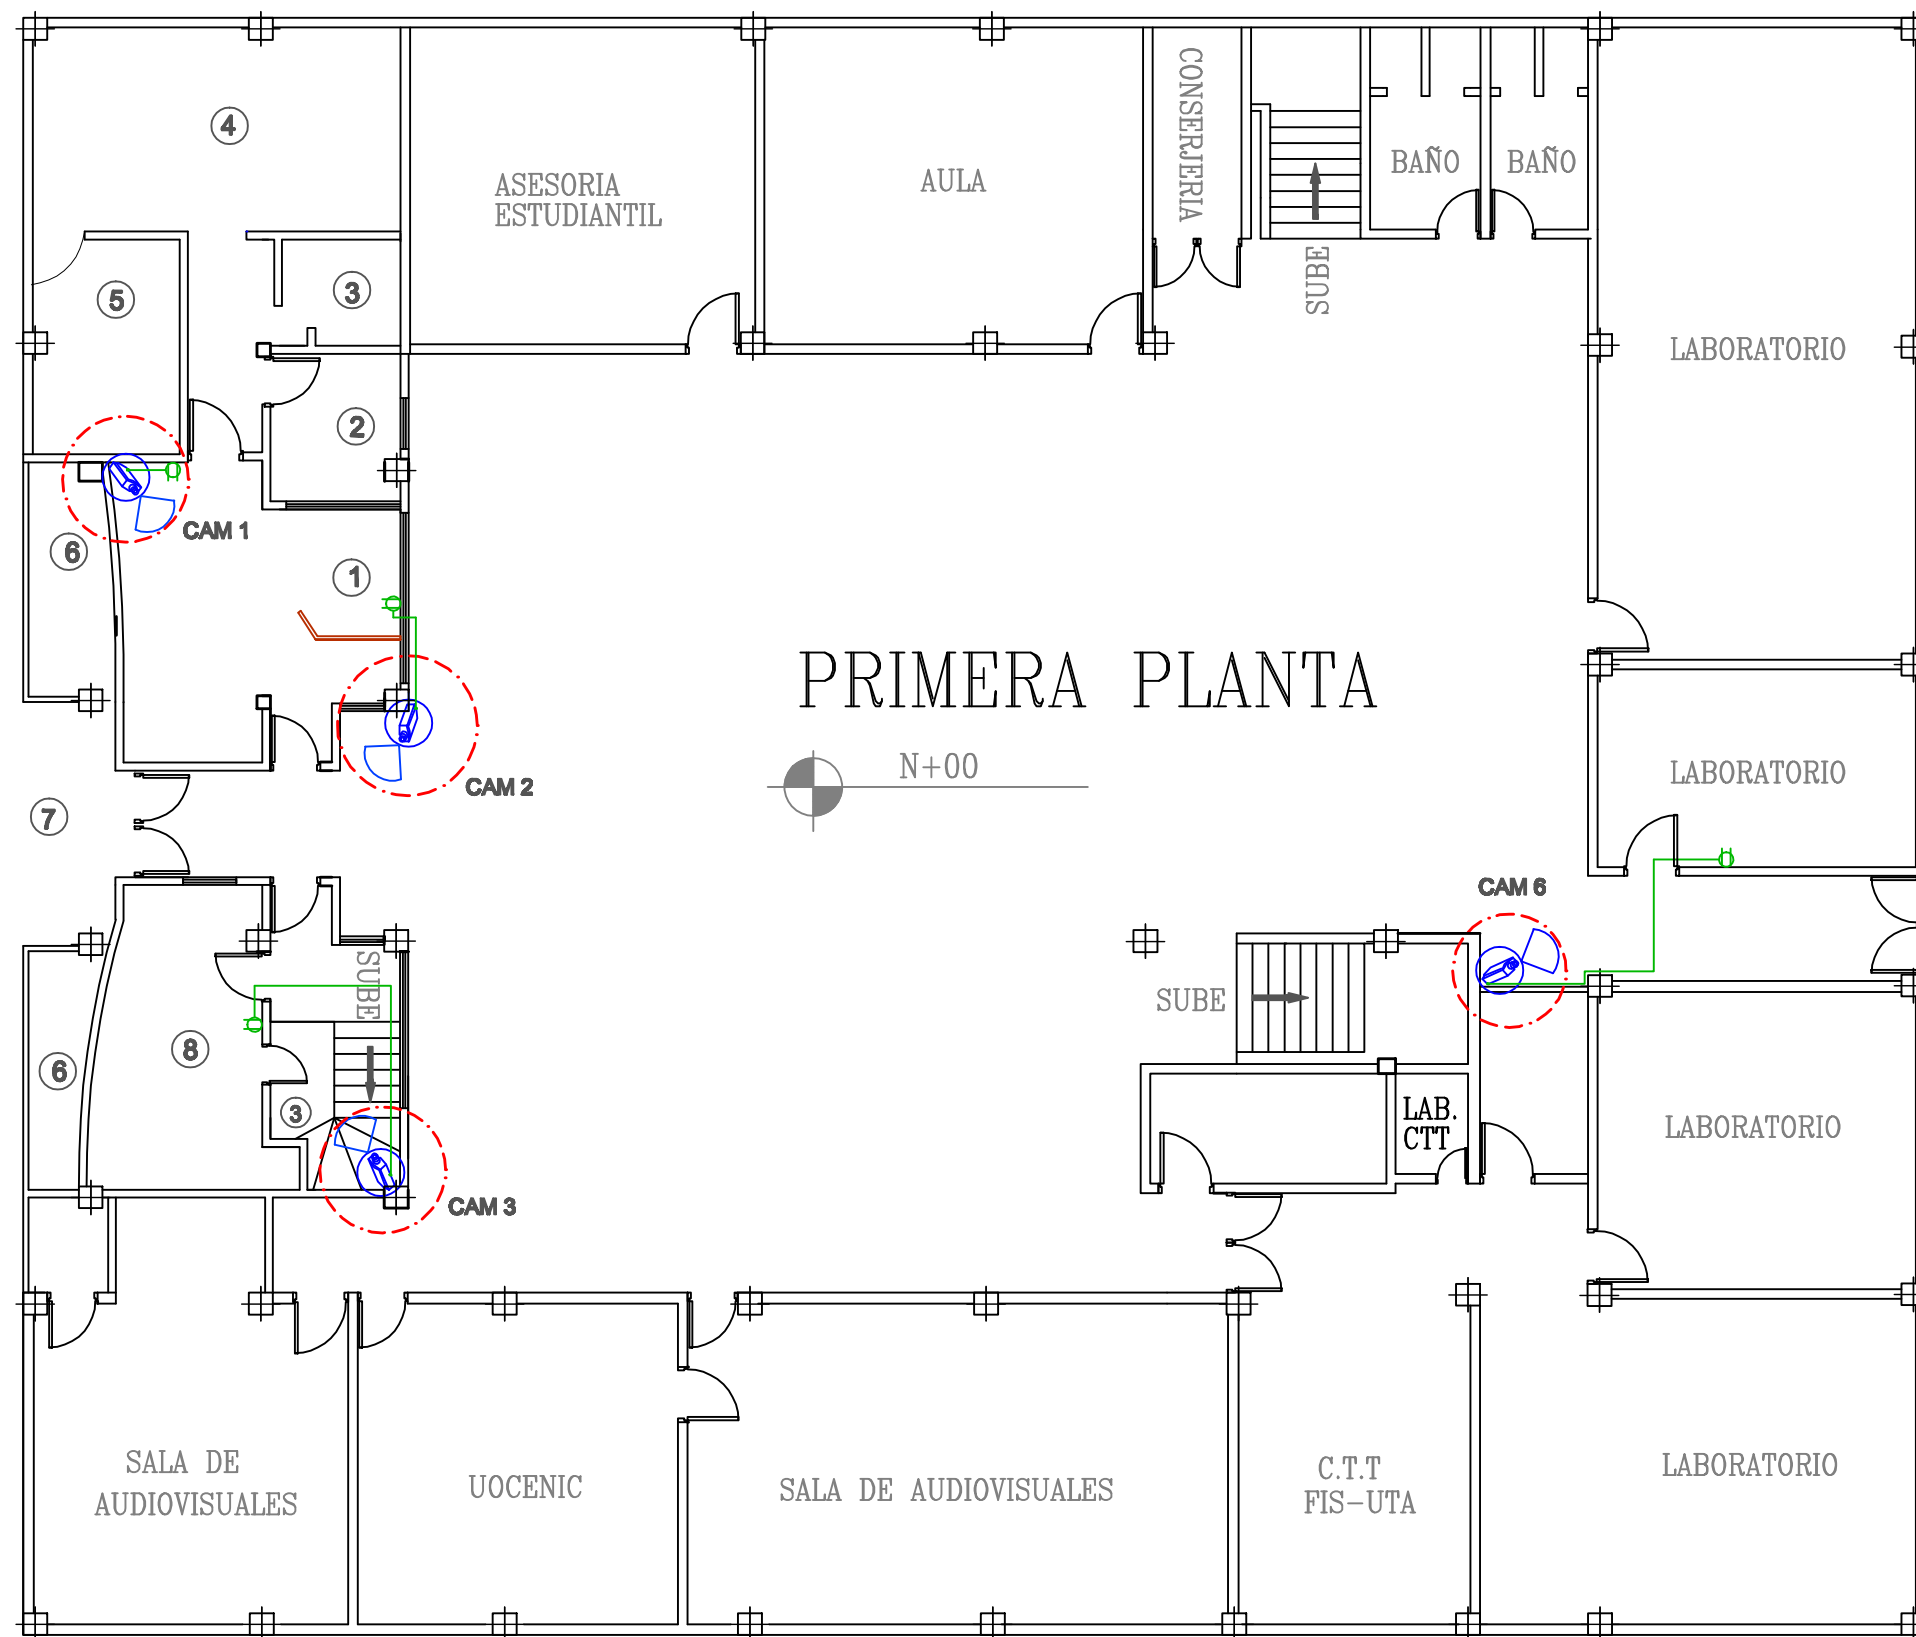 4
ASESORIA
ESTUDIANTIL
AULA
CONSERJERIA
SUBE
BAÑO
BAÑO
LABORATORIO
5
3
2
CAM 1
6
1
PRIMERA PLANTA
N+00
CAM 2
7
LABORATORIO
CAM 6
SUBE
SUBE
8
6
3
LAB.
CTT
LABORATORIO
CAM 3
SALA DE
AUDIOVISUALES
UOCENIC
SALA DE AUDIOVISUALES
C.T.T
FIS-UTA
LABORATORIO